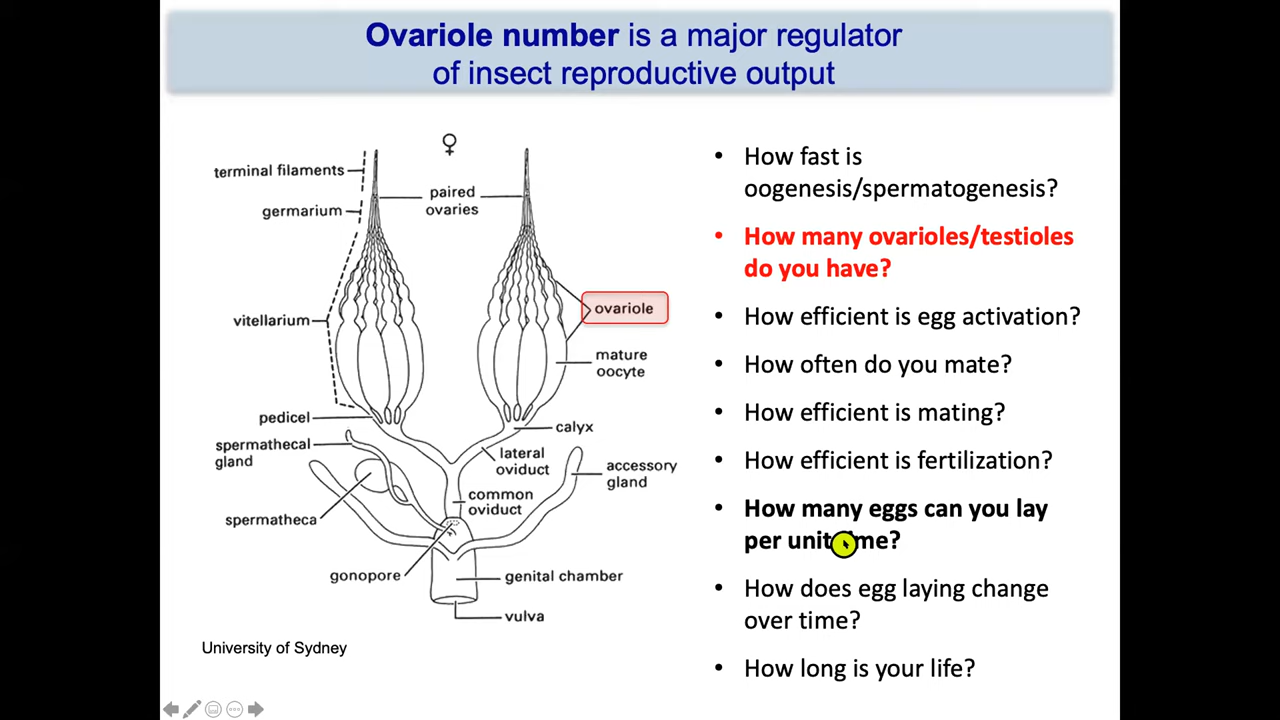 Ovariole number is a major regulator
of insect reproductive output
♀
terminal filaments
germarium
paired
ovaries
vitellarium
ovariole
mature
oocyte
pedicel
calyx
spermathecal
gland
lateral
oviduct
accessory
gland
common
oviduct
spermatheca
gonopore
genital chamber
vulva
University of Sydney
• How fast is
oogenesis/spermatogenesis?
• How many ovarioles/testioles
do you have?
• How efficient is egg activation?
• How often do you mate?
• How efficient is mating?
• How efficient is fertilization?
• How many eggs can you lay
per unit time?
• How does egg laying change
over time?
• How long is your life?